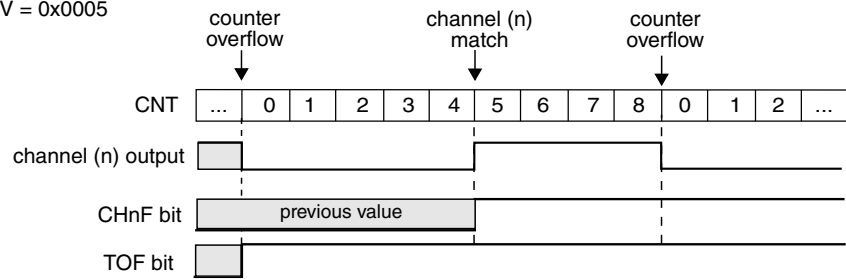 V = 0x0005
counter overflow
channel (n) match
counter overflow
CNT ... 0 1 2 3 4 5 6 7 8 0 1 2 ...
channel (n) output
CHnF bit previous value
TOF bit